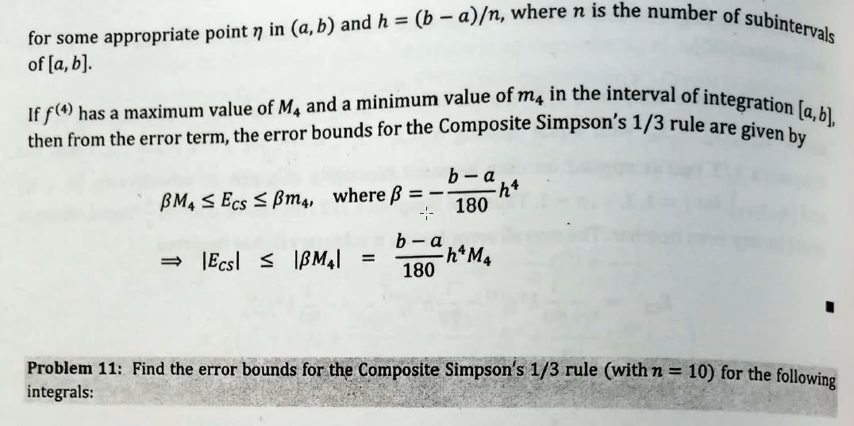 for some appropriate point η in (a, b) and h = (b − a)/n, where n is the number of subintervals
of [a, b].
If f⁽⁴⁾ has a maximum value of M₄ and a minimum value of m₄ in the interval of integration [a, b],
then from the error term, the error bounds for the Composite Simpson's 1/3 rule are given by
βM₄ ≤ E_CS ≤ βm₄, where β = −(b − a)/180 h⁴
⟹ |E_CS| ≤ |βM₄| = (b − a)/180 h⁴M₄
Problem 11: Find the error bounds for the Composite Simpson's 1/3 rule (with n = 10) for the following
integrals: